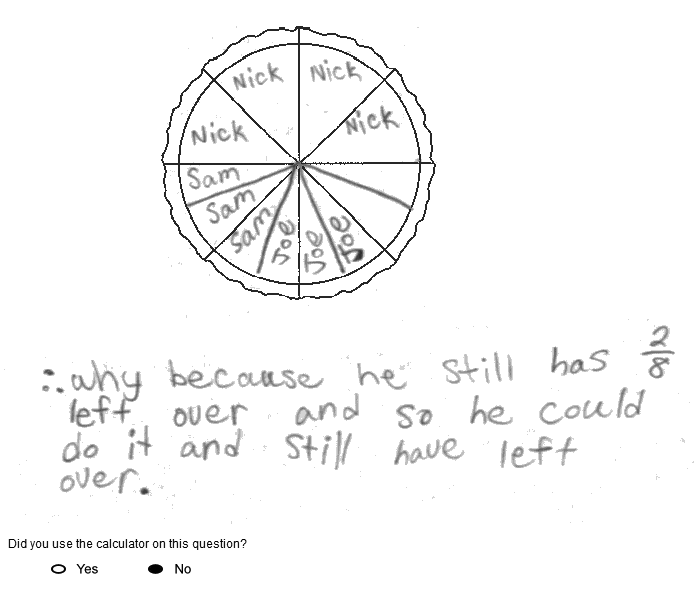 Nick Nick
Nick Nick
Sam
Sam
Sam Joe Joe Joe
∴ why because he still has 2/8
left over and so he could
do it and still have left
over.
Did you use the calculator on this question?
Yes No